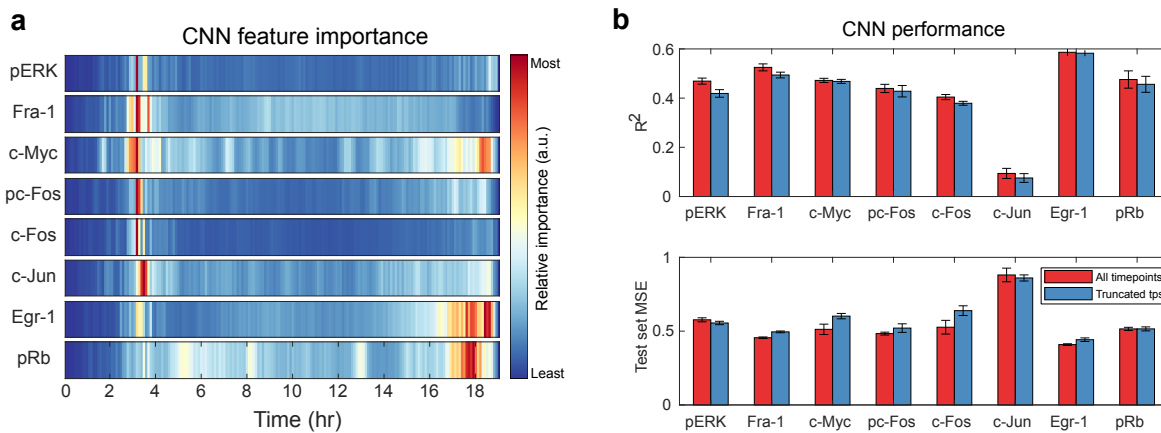 a
CNN feature importance
pERK
Fra-1
c-Myc
pc-Fos
c-Fos
c-Jun
Egr-1
pRb
0 2 4 6 8 10 12 14 16 18
Time (hr)
Most
Relative importance (a.u.)
Least
b
CNN performance
0.6
0.4
0.2
0
R2
pERK Fra-1 c-Myc pc-Fos c-Fos c-Jun Egr-1 pRb
1
0.5
0
Test set MSE
All timepoints
Truncated tps
pERK Fra-1 c-Myc pc-Fos c-Fos c-Jun Egr-1 pRb